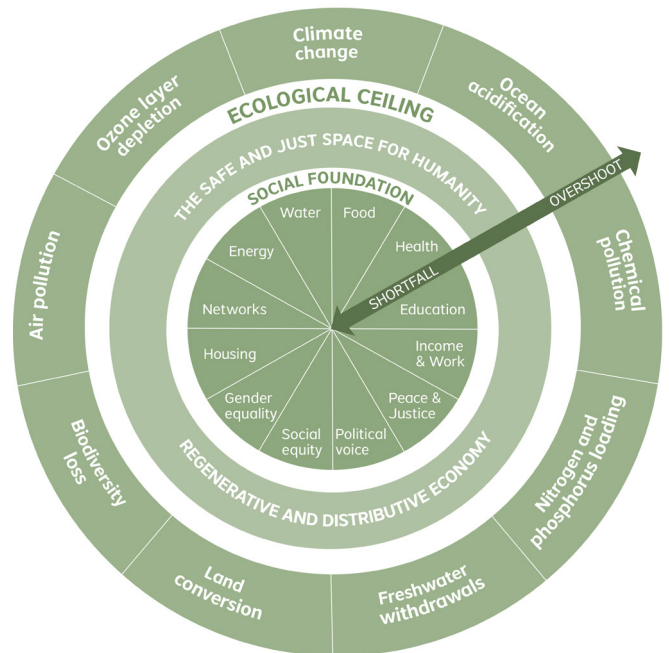 Climate
change
Ocean
acidification
Chemical
pollution
Nitrogen and
phosphorus loading
Freshwater
withdrawals
Land
conversion
Biodiversity
loss
Air pollution
Ozone layer
depletion
ECOLOGICAL CEILING
THE SAFE AND JUST SPACE FOR HUMANITY
SOCIAL FOUNDATION
OVERSHOOT
SHORTFALL
Water
Food
Health
Education
Income
& Work
Peace &
Justice
Political
voice
Social
equity
Gender
equality
Housing
Networks
Energy
REGENERATIVE AND DISTRIBUTIVE ECONOMY